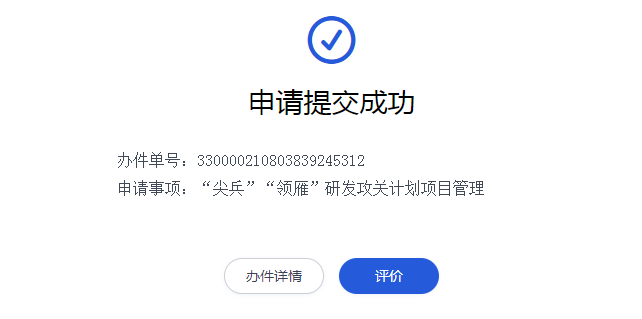 申请提交成功
办件单号：330000210803839245312
申请事项：“尖兵”“领雁”研发攻关计划项目管理
办件详情
评价